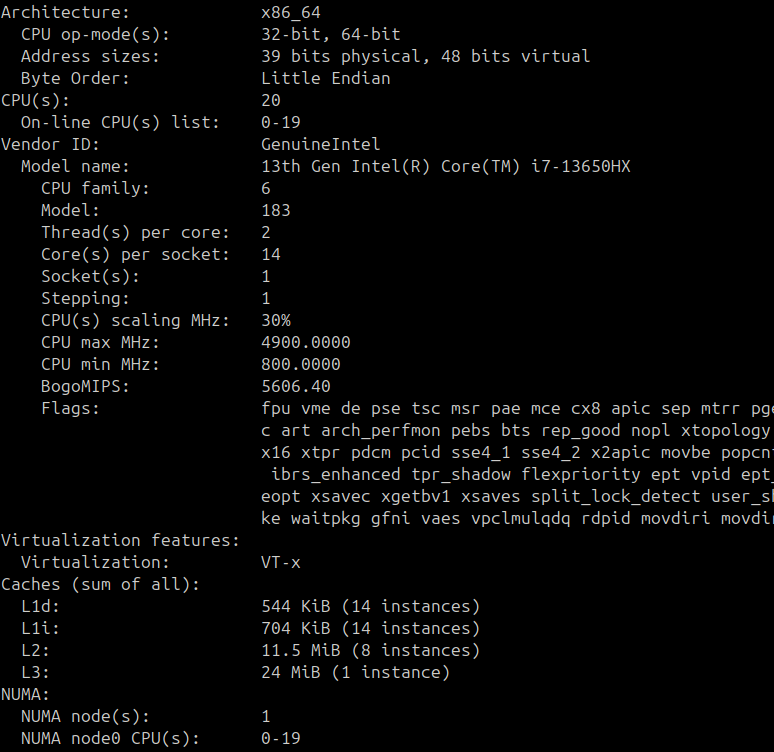 Architecture: x86_64
CPU op-mode(s): 32-bit, 64-bit
Address sizes: 39 bits physical, 48 bits virtual
Byte Order: Little Endian
CPU(s): 20
On-line CPU(s) list: 0-19
Vendor ID: GenuineIntel
Model name: 13th Gen Intel(R) Core(TM) i7-13650HX
CPU family: 6
Model: 183
Thread(s) per core: 2
Core(s) per socket: 14
Socket(s): 1
Stepping: 1
CPU(s) scaling MHz: 30%
CPU max MHz: 4900.0000
CPU min MHz: 800.0000
BogoMIPS: 5606.40
Flags: fpu vme de pse tsc msr pae mce cx8 apic sep mtrr pge
c art arch_perfmon pebs bts rep_good nopl xtopology
x16 xtpr pdcm pcid sse4_1 sse4_2 x2apic movbe popcn
ibrs_enhanced tpr_shadow flexpriority ept vpid ept_
eopt xsavec xgetbv1 xsaves split_lock_detect user_sh
ke waitpkg gfni vaes vpclmulqdq rdpid movdiri movdir
Virtualization features:
Virtualization: VT-x
Caches (sum of all):
L1d: 544 KiB (14 instances)
L1i: 704 KiB (14 instances)
L2: 11.5 MiB (8 instances)
L3: 24 MiB (1 instance)
NUMA:
NUMA node(s): 1
NUMA node0 CPU(s): 0-19